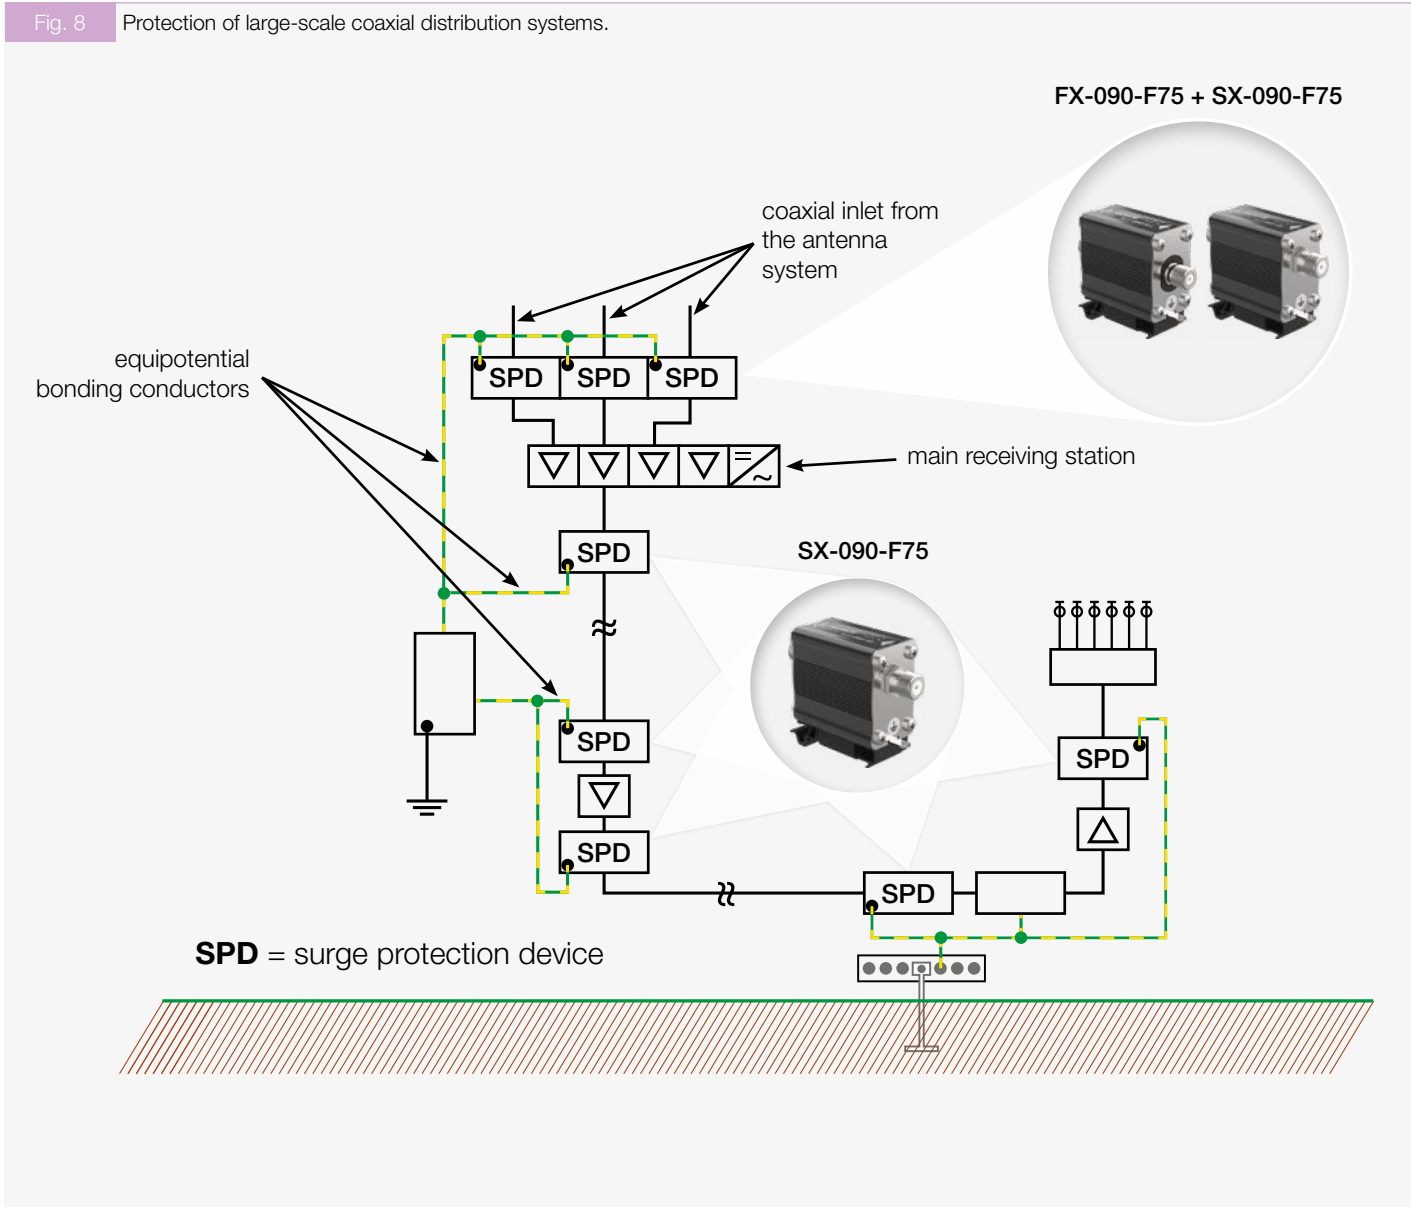 Fig. 8 Protection of large-scale coaxial distribution systems.
FX-090-F75 + SX-090-F75
coaxial inlet from
the antenna
system
equipotential
bonding conductors
SPD SPD SPD
main receiving station
SPD
SX-090-F75
SPD
SPD
SPD
SPD
SPD = surge protection device